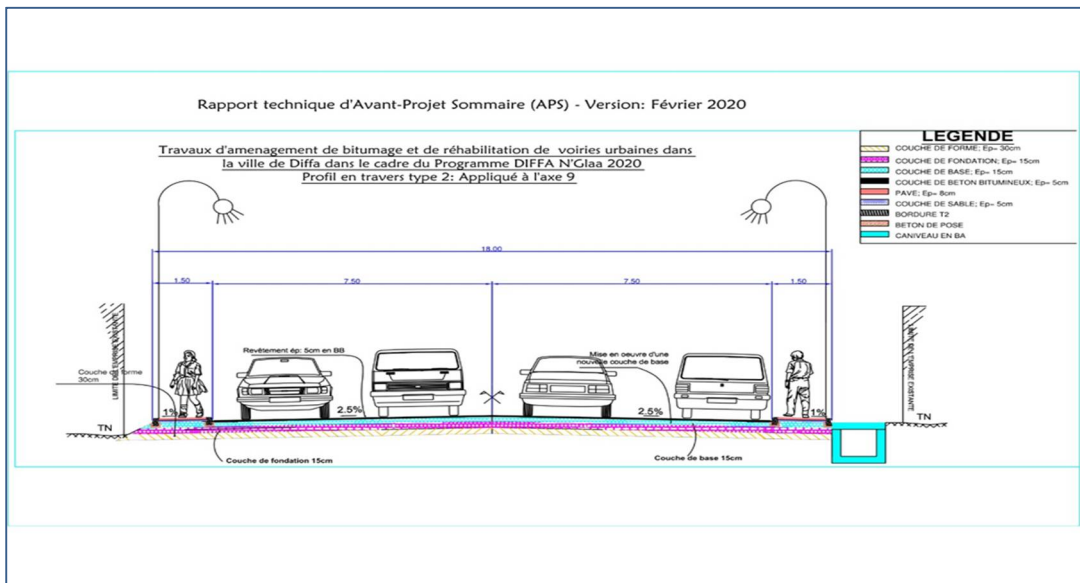 Rapport technique d'Avant-Projet Sommaire (APS) - Version: Février 2020
Travaux d'amenagement de bitumage et de réhabilitation de voiries urbaines dans
la ville de Diffa dans le cadre du Programme DIFFA N'Glaa 2020
Profil en travers type 2: Appliqué à l'axe 9
LEGENDE
COUCHE DE FORME; Ep= 30cm
COUCHE DE FONDATION; Ep= 15cm
COUCHE DE BASE; Ep= 15cm
COUCHE DE BETON BITUMINEUX; Ep= 5cm
PAVE; Ep= 8cm
COUCHE DE SABLE; Ep= 5cm
BORDURE T2
BETON DE POSE
CANIVEAU EN BA
18.00
1.50
7.50
7.50
1.50
LIMITE
Revêtement ép: 5cm en BB
Mise en oeuvre d'une
nouvelle couche de base
EMPRISE EXISTANTE
Couche de forme
30cm
1%
2.5%
2.5%
1%
TN
TN
Couche de fondation 15cm
Couche de base 15cm